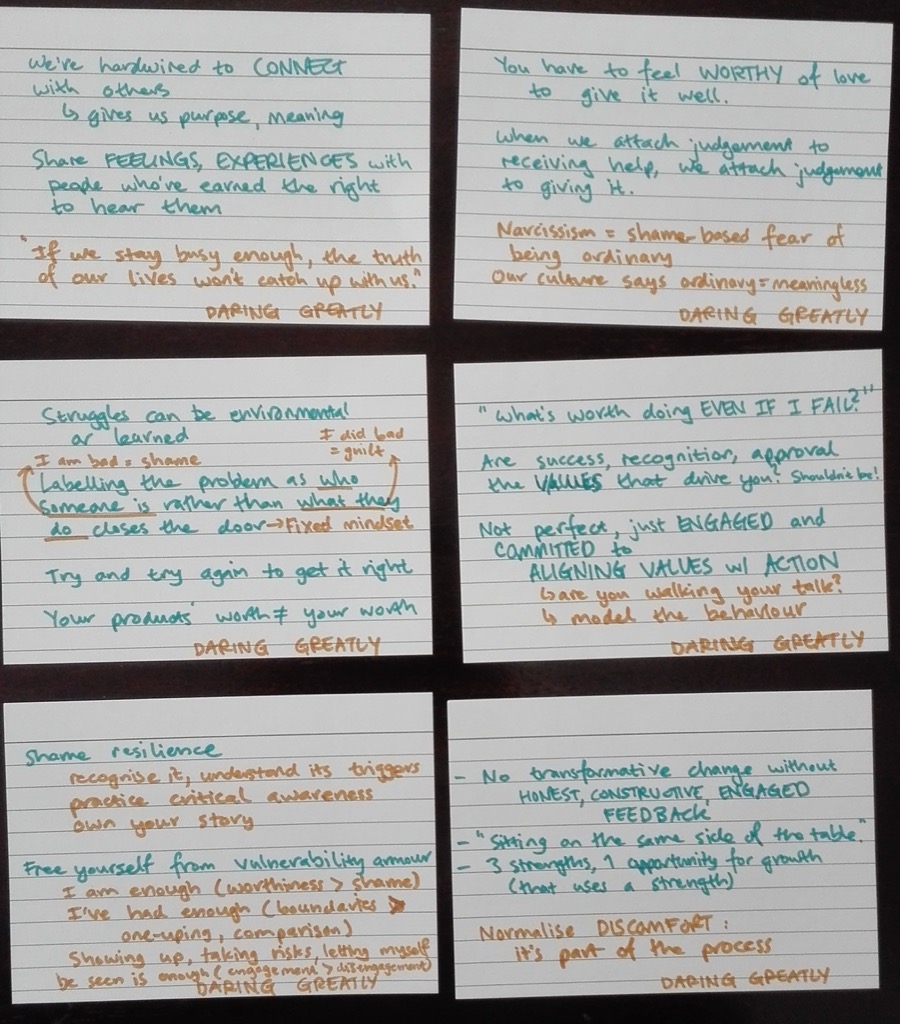 We're hardwired to CONNECT
with others
↳ gives us purpose, meaning
Share FEELINGS, EXPERIENCES with
people who've earned the right
to hear them
"If we stay busy enough, the truth
of our lives won't catch up with us."
DARING GREATLY
You have to feel WORTHY of love
to give it well.
When we attach judgement to
receiving help, we attach judgement
to giving it.
Narcissism = shame-based fear of
being ordinary
Our culture says ordinary = meaningless
DARING GREATLY
Struggles can be environmental
or learned
I did bad
= guilt
I am bad = shame
Labelling the problem as who
someone is rather than what they
do closes the door → Fixed mindset
Try and try again to get it right
Your products' worth ≠ your worth
DARING GREATLY
"What's worth doing EVEN IF I FAIL?"
Are success, recognition, approval
the VALUES that drive you? Shouldn't be!
Not perfect, just ENGAGED and
COMMITTED to
ALIGNING VALUES w/ ACTION
↳ are you walking your talk?
↳ model the behaviour
DARING GREATLY
Shame resilience
recognise it, understand its triggers
practice critical awareness
own your story
Free yourself from vulnerability armour
I am enough (worthiness > shame)
I've had enough (boundaries >
one-uping, comparison)
Showing up, taking risks, letting myself
be seen is enough (engagement > disengagement)
DARING GREATLY
- No transformative change without
HONEST, CONSTRUCTIVE, ENGAGED
FEEDBACK
- "Sitting on the same side of the table"
- 3 strengths, 1 opportunity for growth
(that uses a strength)
Normalise DISCOMFORT:
it's part of the process
DARING GREATLY